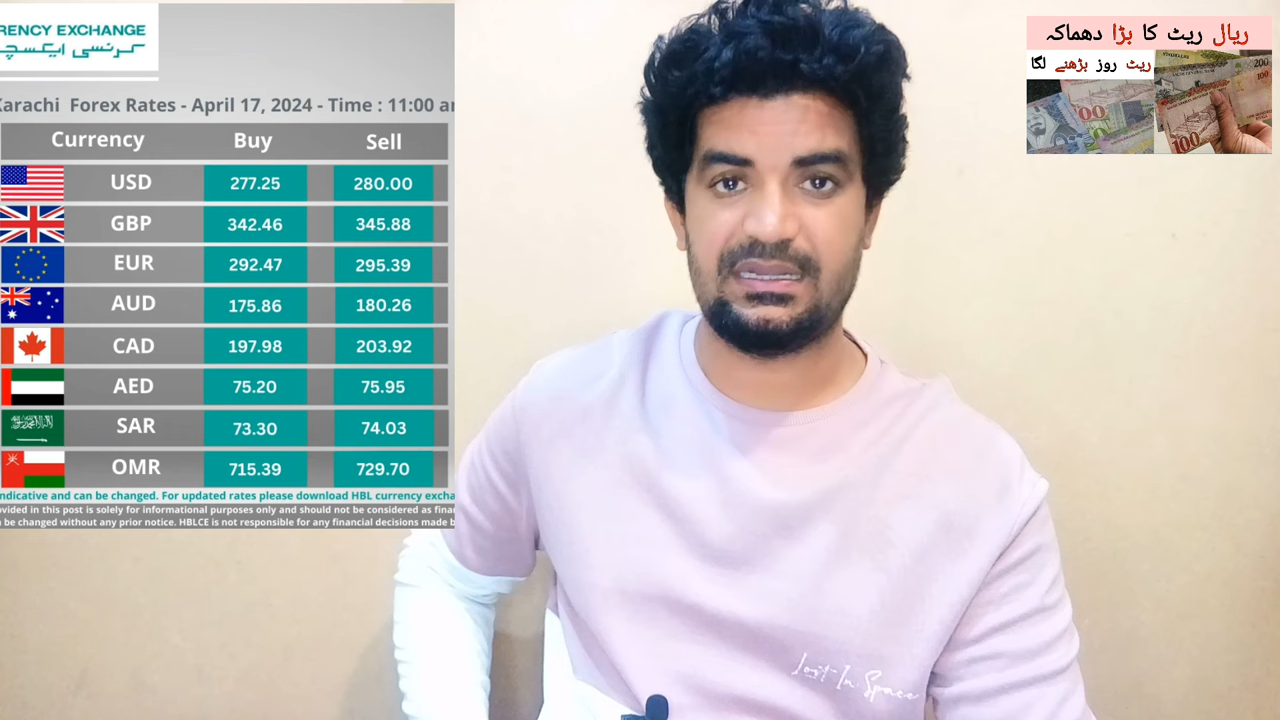 RENCY EXCHANGE
کرنسی ایکسچ
Karachi Forex Rates - April 17, 2024 - Time : 11:00 ar
Currency Buy Sell
USD 277.25 280.00
GBP 342.46 345.88
EUR 292.47 295.39
AUD 175.86 180.26
CAD 197.98 203.92
AED 75.20 75.95
SAR 73.30 74.03
OMR 715.39 729.70
ndicative and can be changed. For updated rates please download HBL currency excha
ovided in this post is solely for informational purposes only and should not be considered as finan
be changed without any prior notice. HBLCE is not responsible for any financial decisions made b
ریال ریٹ کا بڑا دھماکہ
ریٹ روز بڑھنے لگا
200
100
100
100
Lost In Space